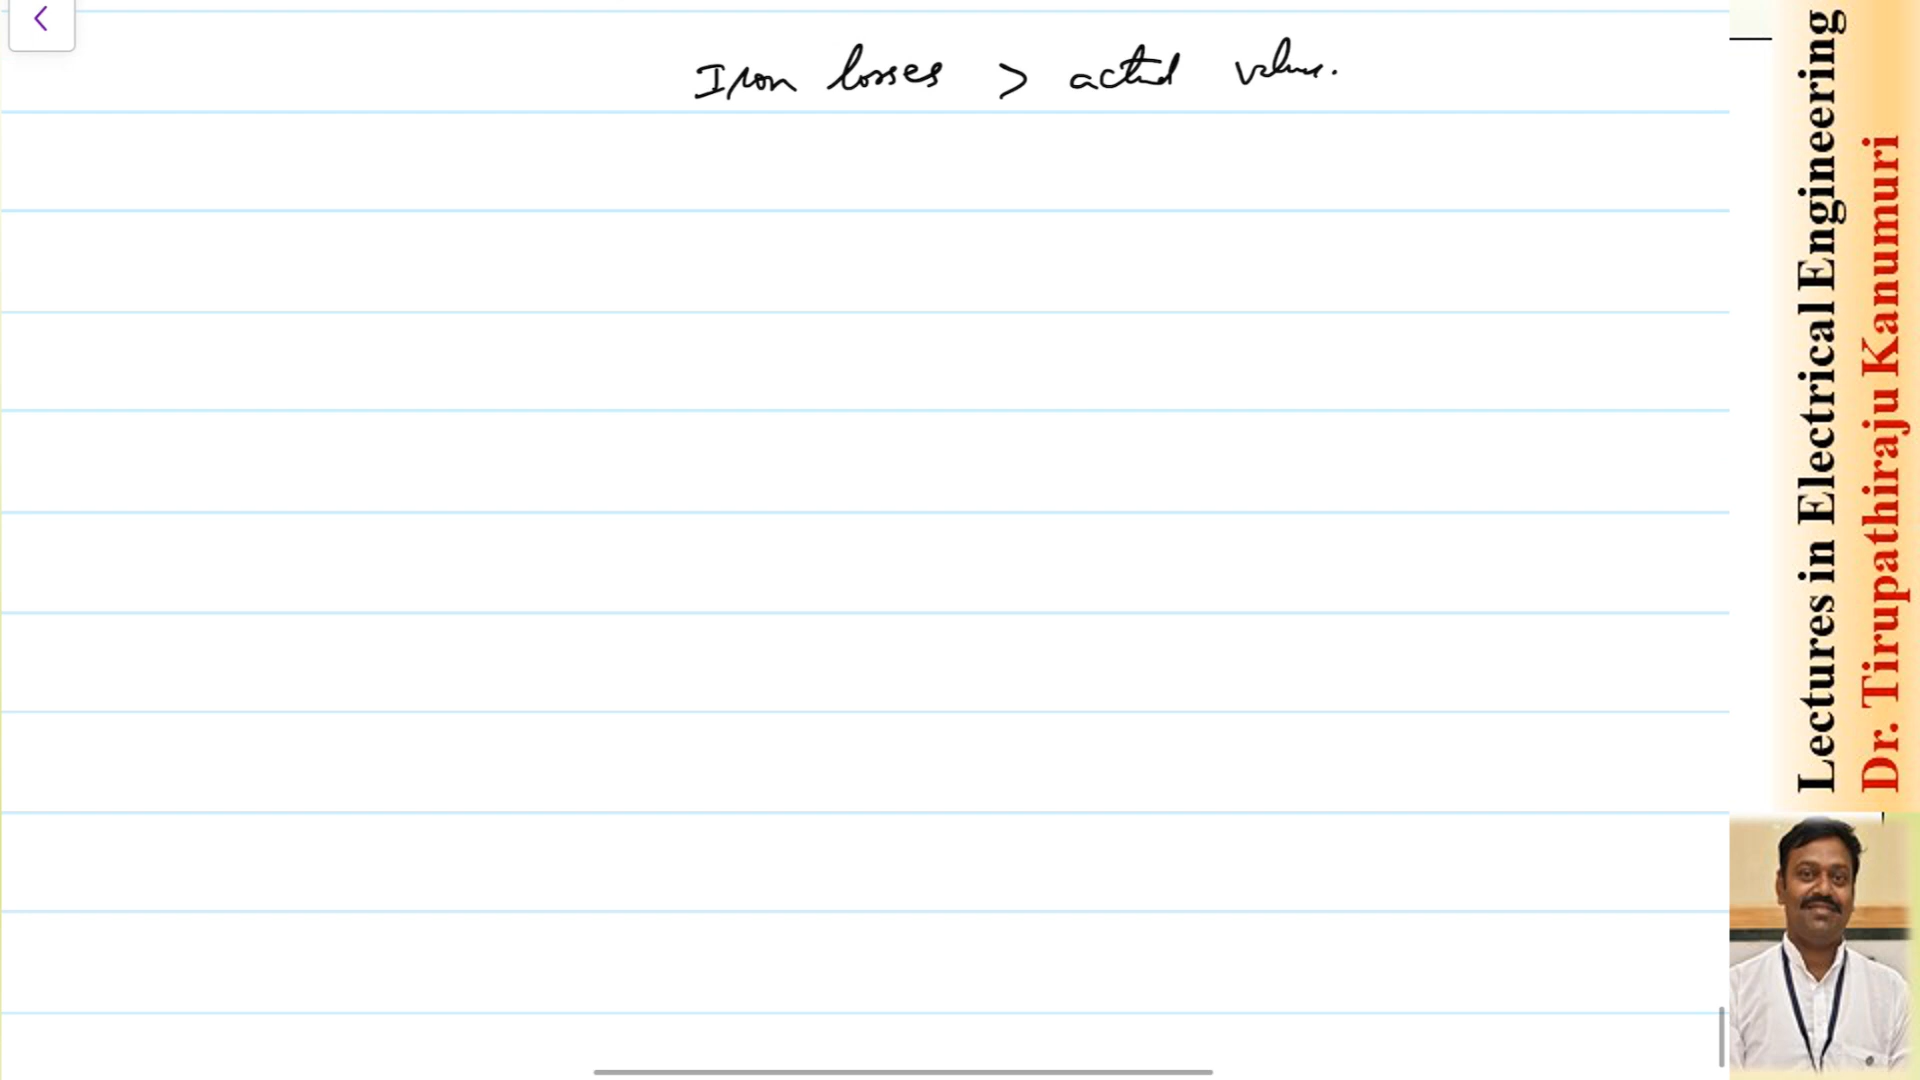 Iron losses > actual value.
Lectures in Electrical Engineering
Dr. Tirupathiraju Kanumuri